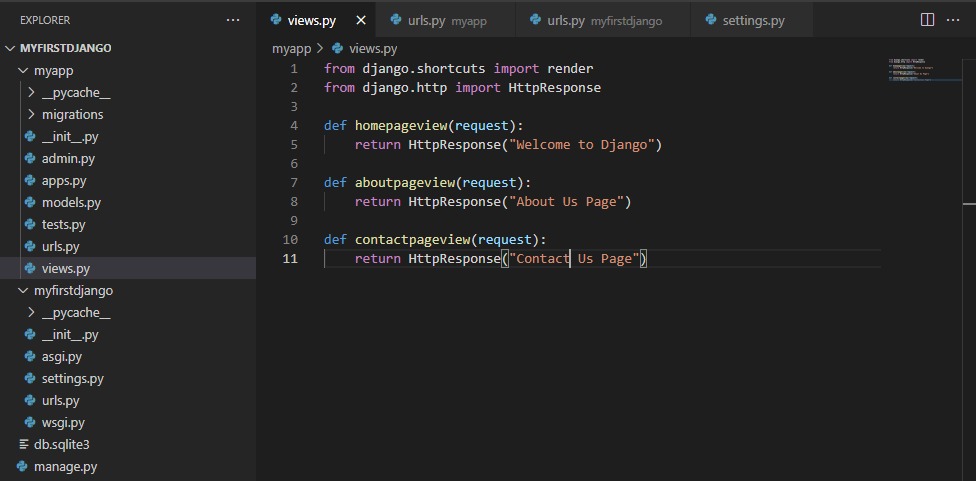 EXPLORER
MYFIRSTDJANGO
myapp
__pycache__
migrations
__init__.py
admin.py
apps.py
models.py
tests.py
urls.py
views.py
myfirstdjango
__pycache__
__init__.py
asgi.py
settings.py
urls.py
wsgi.py
db.sqlite3
manage.py
views.py urls.py myapp urls.py myfirstdjango settings.py
myapp > views.py
1 from django.shortcuts import render
2 from django.http import HttpResponse
3
4 def homepageview(request):
5     return HttpResponse("Welcome to Django")
6
7 def aboutpageview(request):
8     return HttpResponse("About Us Page")
9
10 def contactpageview(request):
11     return HttpResponse("Contact Us Page")